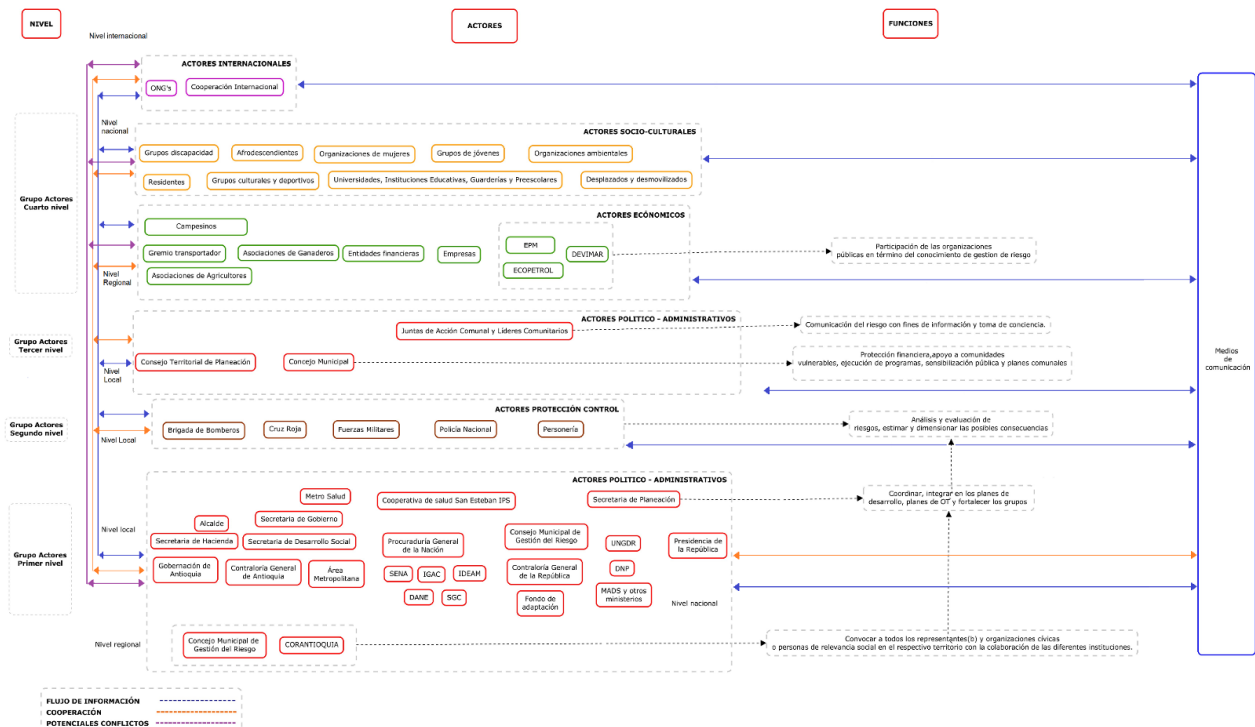 NIVEL
ACTORES
FUNCIONES
Nivel internacional
ACTORES INTERNACIONALES
ONG's
Cooperación Internacional
Nivel
nacional
ACTORES SOCIO-CULTURALES
Grupos discapacidad
Afrodescendientes
Organizaciones de mujeres
Grupos de jóvenes
Organizaciones ambientales
Residentes
Grupos culturales y deportivos
Universidades, Instituciones Educativas, Guarderías y Preescolares
Desplazados y desmovilizados
Grupo Actores
Cuarto nivel
ACTORES ECÓNOMICOS
Campesinos
Gremio transportador
Asociaciones de Ganaderos
Entidades financieras
Empresas
EPM
DEVIMAR
ECOPETROL
Asociaciones de Agricultores
Nivel
Regional
Participación de las organizaciones
públicas en término del conocimiento de gestion de riesgo
Grupo Actores
Tercer nivel
ACTORES POLITICO - ADMINISTRATIVOS
Juntas de Acción Comunal y Líderes Comunitarios
Comunicación del riesgo con fines de información y toma de conciencia.
Consejo Territorial de Planeación
Concejo Municipal
Nivel
Local
Protección financiera,apoyo a comunidades
vulnerables, ejecución de programas, sensibilización pública y planes comunales
Medios
de
comunicación
Grupo Actores
Segundo nivel
ACTORES PROTECCIÓN CONTROL
Brigada de Bomberos
Cruz Roja
Fuerzas Militares
Policía Nacional
Personería
Nivel Local
Análisis y evaluación de
riesgos, estimar y dimensionar las posibles consecuencias
ACTORES POLITICO - ADMINISTRATIVOS
Metro Salud
Cooperativa de salud San Esteban IPS
Secretaria de Planeación
Coordinar, integrar en los planes de
desarrollo, planes de OT y fortalecer los grupos
Nivel local
Alcalde
Secretaria de Gobierno
Secretaria de Hacienda
Secretaria de Desarrollo Social
Procuraduría General
de la Nación
Consejo Municipal de
Gestión del Riesgo
UNGDR
Presidencia de
la República
Grupo Actores
Primer nivel
Gobernación de
Antioquia
Contraloría General
de Antioquia
Área
Metropolitana
SENA
IGAC
IDEAM
Contraloría General
de la República
DNP
DANE
SGC
Fondo de
adaptación
MADS y otros
ministerios
Nivel nacional
Nivel regional
Concejo Municipal de
Gestión del Riesgo
CORANTIOQUIA
Convocar a todos los representantes(b) y organizaciones cívicas
o personas de relevancia social en el respectivo territorio con la colaboración de las diferentes instituciones.
FLUJO DE INFORMACIÓN
COOPERACIÓN
POTENCIALES CONFLICTOS